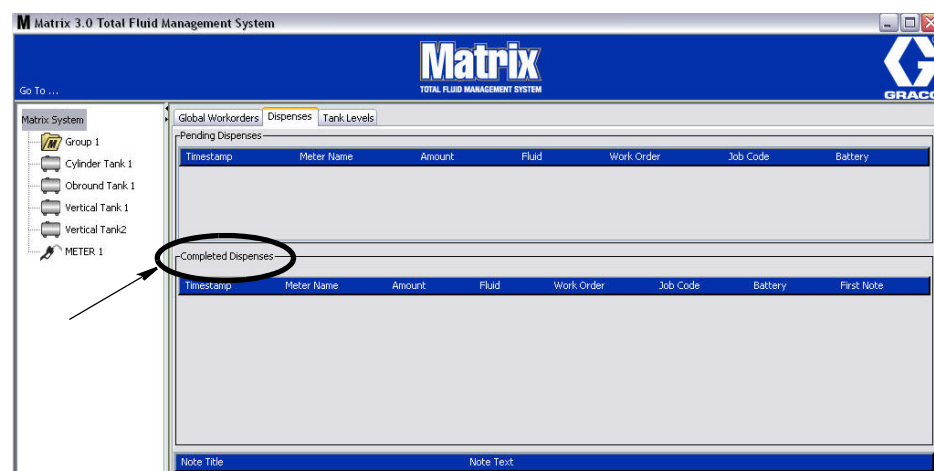 M Matrix 3.0 Total Fluid Management System
Matrix
TOTAL FLUID MANAGEMENT SYSTEM
Go To ...
GRACO
Matrix System
Group 1
Cylinder Tank 1
Obround Tank 1
Vertical Tank 1
Vertical Tank2
METER 1
Global Workorders Dispenses Tank Levels
Pending Dispenses
Timestamp Meter Name Amount Fluid Work Order Job Code Battery
Completed Dispenses
Timestamp Meter Name Amount Fluid Work Order Job Code Battery First Note
Note Title Note Text